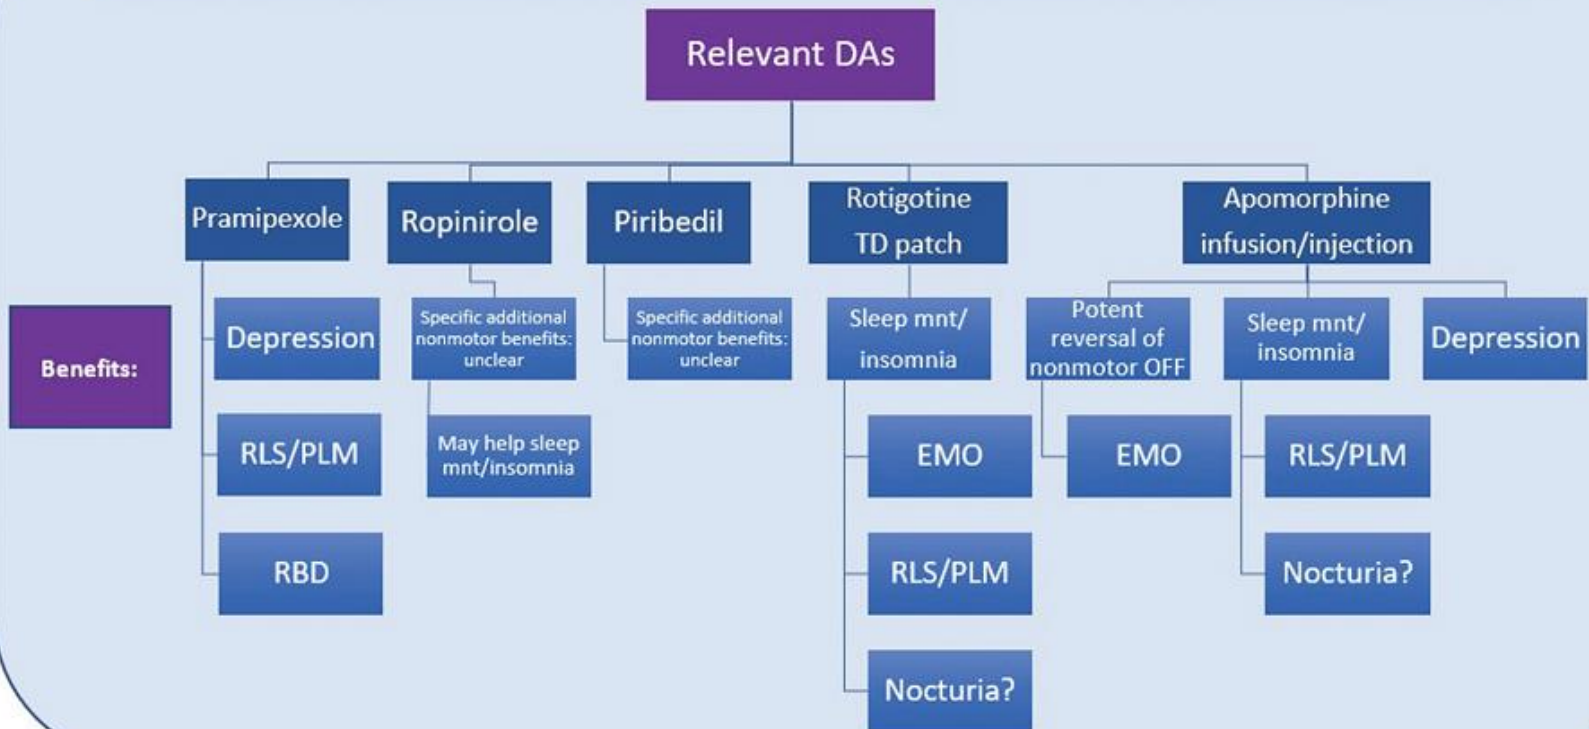 Relevant DAs
Pramipexole
Ropinirole
Piribedil
Rotigotine
TD patch
Apomorphine
infusion/injection
Benefits:
Depression
RLS/PLM
RBD
Specific additional
nonmotor benefits:
unclear
May help sleep
mnt/insomnia
Specific additional
nonmotor benefits:
unclear
Sleep mnt/
insomnia
EMO
RLS/PLM
Nocturia?
Potent
reversal of
nonmotor OFF
EMO
Sleep mnt/
insomnia
RLS/PLM
Nocturia?
Depression